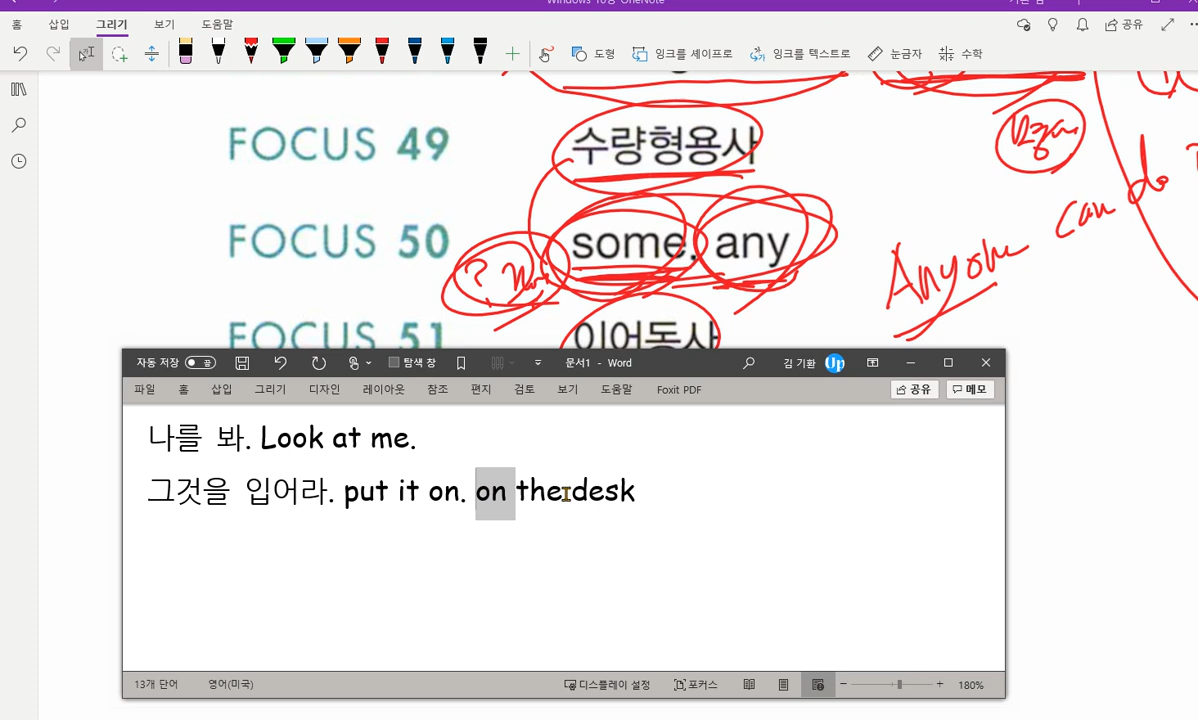 홈 삽입 그리기 보기 도움말 공유
도형 잉크를 셰이프로 잉크를 텍스트로 눈금자 수학
FOCUS 49 수량형용사
can do
FOCUS 50 some, any
Anyone
?
FOCUS 51 이어동사
자동 저장 끌 탐색 창 문서1 - Word 김 기환 Up
파일 홈 삽입 그리기 디자인 레이아웃 참조 편지 검토 보기 도움말 Foxit PDF 공유 메모
나를 봐. Look at me.
그것을 입어라. put it on. on the desk
13개 단어 영어(미국) 디스플레이 설정 포커스 180%